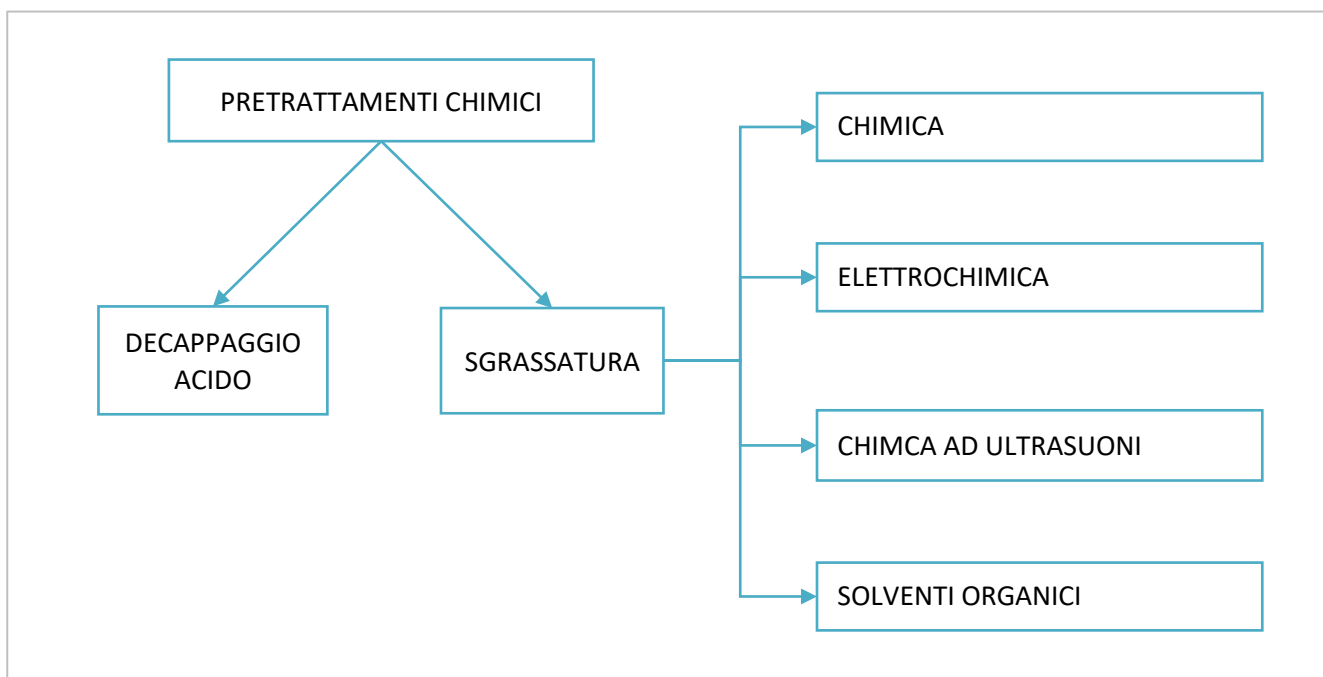 PRETRATTAMENTI CHIMICI
DECAPPAGGIO
ACIDO
SGRASSATURA
CHIMICA
ELETTROCHIMICA
CHIMCA AD ULTRASUONI
SOLVENTI ORGANICI